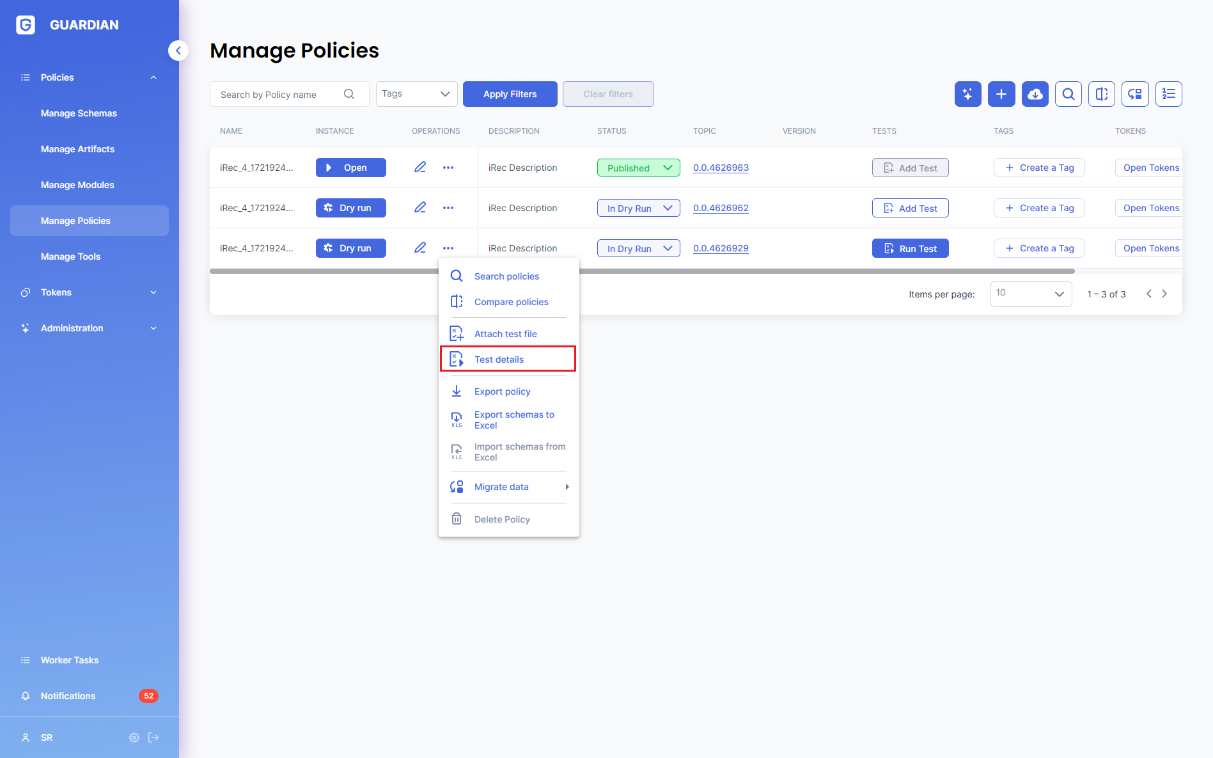 GUARDIAN
Policies
Manage Schemas
Manage Artifacts
Manage Modules
Manage Policies
Manage Tools
Tokens
Administration
Worker Tasks
Notifications 52
SR
Manage Policies
Search by Policy name Tags Apply Filters Clear filters
NAME INSTANCE OPERATIONS DESCRIPTION STATUS TOPIC VERSION TESTS TAGS TOKENS
iRec_4_1721924... Open iRec Description Published 0.0.4626963 Add Test Create a Tag Open Tokens
iRec_4_1721924... Dry run iRec Description In Dry Run 0.0.4626962 Add Test Create a Tag Open Tokens
iRec_4_1721924... Dry run iRec Description In Dry Run 0.0.4626929 Run Test Create a Tag Open Tokens
Items per page: 10 1 – 3 of 3
Search policies
Compare policies
Attach test file
Test details
Export policy
Export schemas to
Excel
XLS
Import schemas from
Excel
XLS
Migrate data
Delete Policy